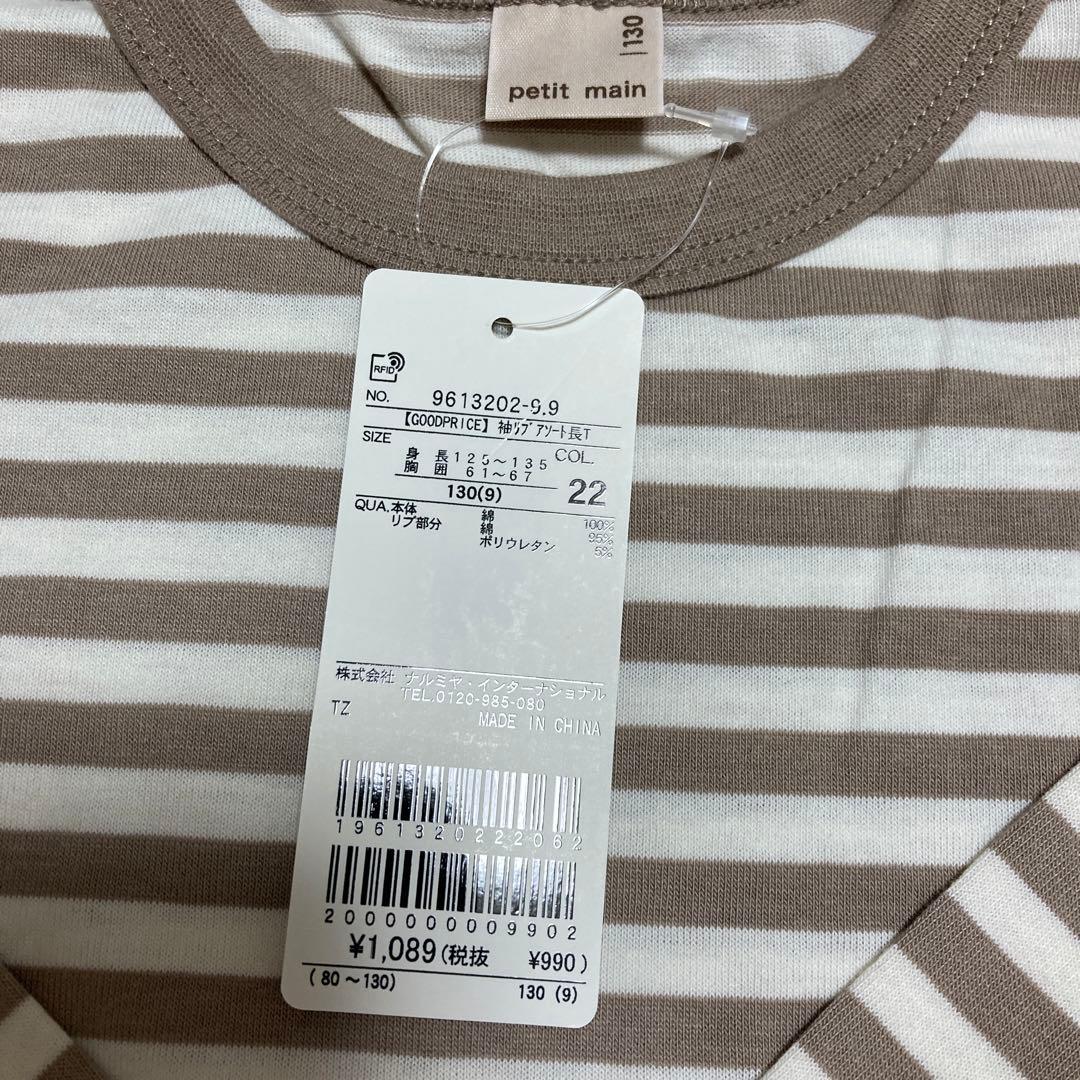 130
petit main
RFID
NO. 9613202-9.9
【GOODPRICE】袖リブアソート長T
SIZE
COL.
身長 125～135
胸囲 61～67
130(9)
22
QUA. 本体 綿 100%
リブ部分 綿 95%
ポリウレタン 5%
株式会社 ナルミヤ・インターナショナル
TEL.0120-985-080
TZ
MADE IN CHINA
1961320222062
2000000009902
¥1,089(税抜 ¥990)
(80～130)
130 (9)